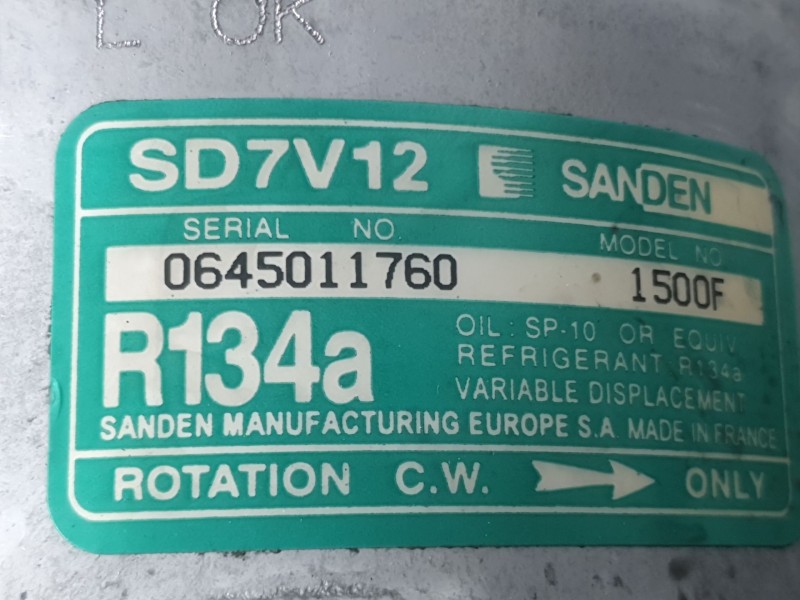 L OK
SD7V12 SANDEN
SERIAL NO. MODEL NO
0645011760 1500F
R134a
OIL: SP-10 OR EQUIV
REFRIGERANT R134a
VARIABLE DISPLACEMENT
SANDEN MANUFACTURING EUROPE S.A MADE IN FRANCE
ROTATION C.W. ONLY